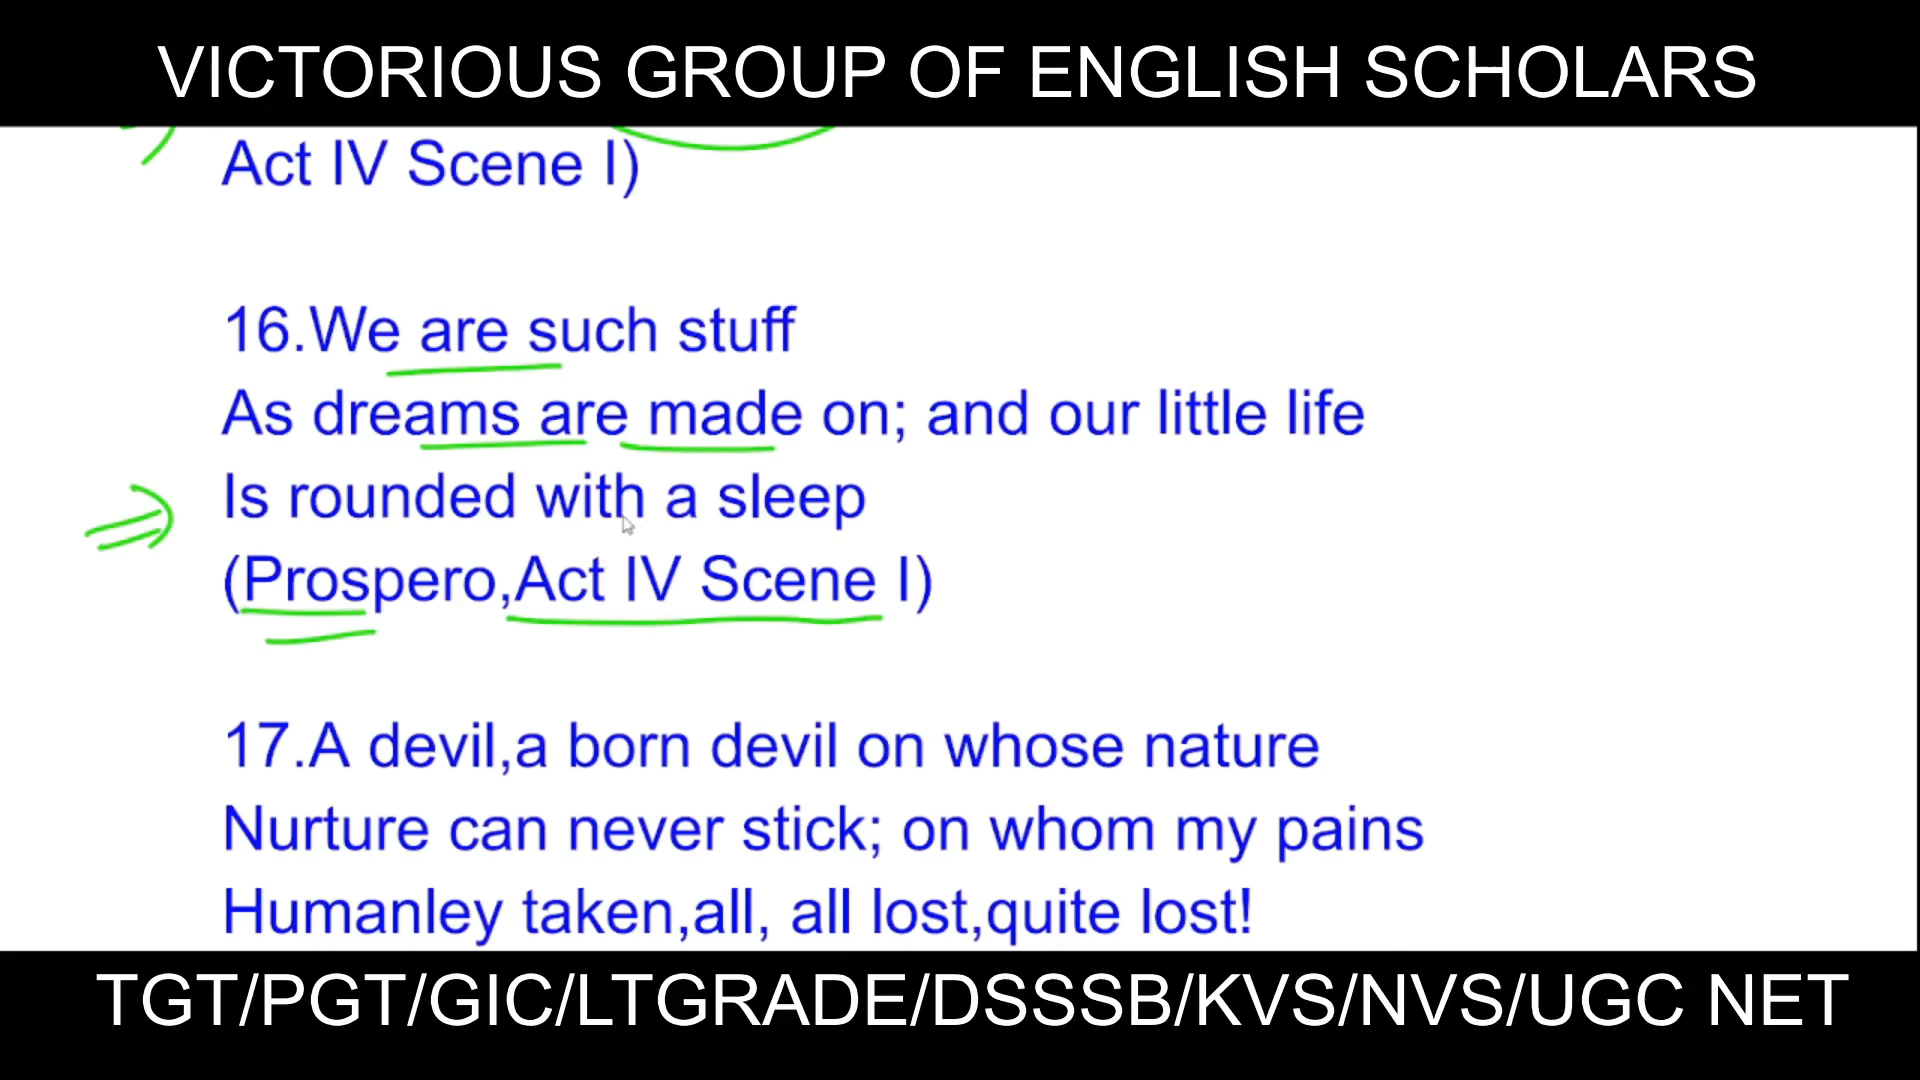 VICTORIOUS GROUP OF ENGLISH SCHOLARS
Act IV Scene I)
16.We are such stuff
As dreams are made on; and our little life
Is rounded with a sleep
(Prospero,Act IV Scene I)
17.A devil,a born devil on whose nature
Nurture can never stick; on whom my pains
Humanley taken,all, all lost,quite lost!
TGT/PGT/GIC/LTGRADE/DSSSB/KVS/NVS/UGC NET